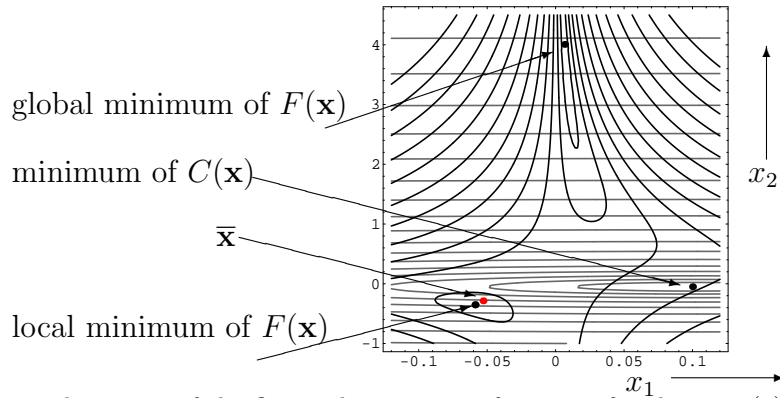 4
global minimum of F(x)
3
minimum of C(x)
2
x₂
1
x̅
0
local minimum of F(x)
-1
-0.1 -0.05 0 0.05 0.1
x₁